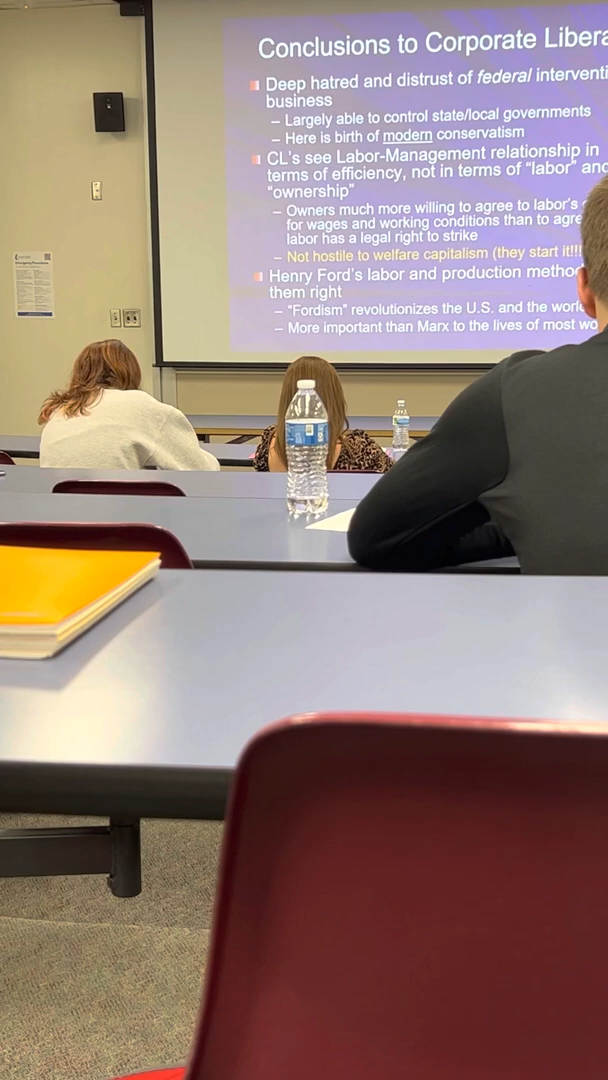 Conclusions to Corporate Libera
Deep hatred and distrust of federal interventi
business
– Largely able to control state/local governments
– Here is birth of modern conservatism
CL's see Labor-Management relationship in
terms of efficiency, not in terms of "labor" and
"ownership"
– Owners much more willing to agree to labor's
for wages and working conditions than to agre
labor has a legal right to strike
– Not hostile to welfare capitalism (they start it!!!
Henry Ford's labor and production method
them right
– "Fordism" revolutionizes the U.S. and the world
– More important than Marx to the lives of most wo